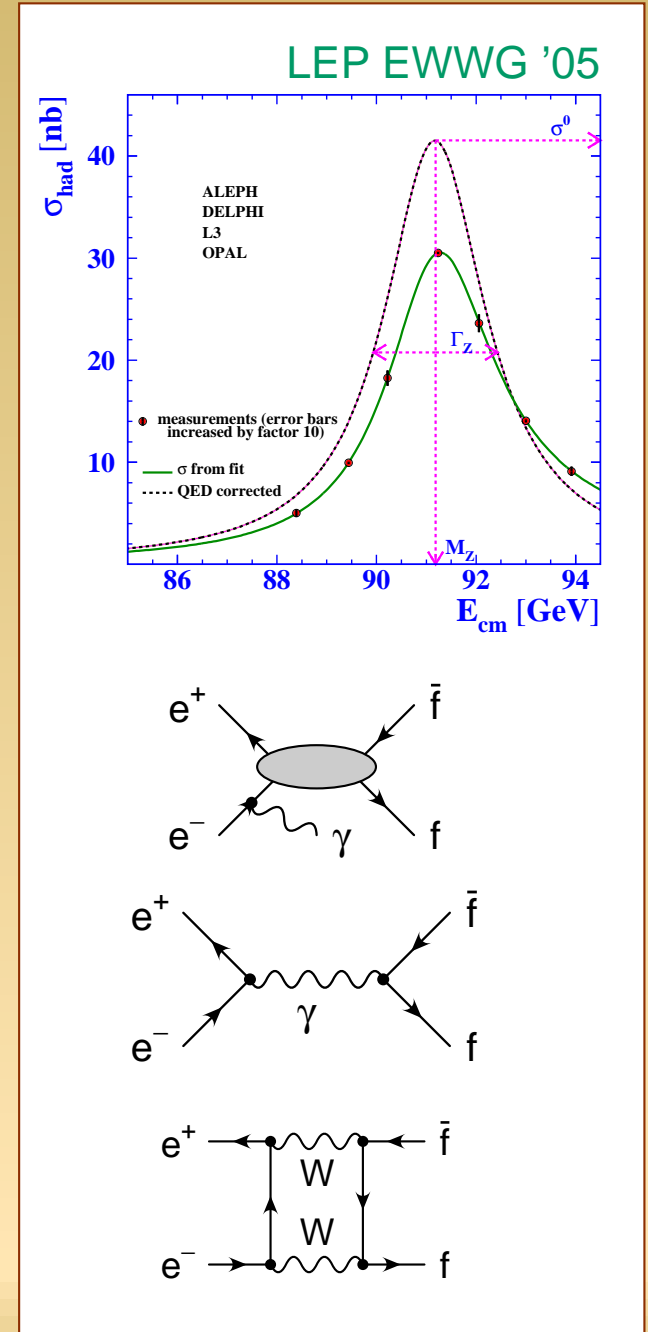 LEP EWWG '05
σ_had [nb]
40
30
20
10
σ⁰
ALEPH
DELPHI
L3
OPAL
Γ_Z
measurements (error bars
increased by factor 10)
σ from fit
QED corrected
M_Z
86 88 90 92 94
E_cm [GeV]
e⁺ f̄
e⁻ γ f
e⁺ f̄
γ
e⁻ f
e⁺ f̄
W
W
e⁻ f